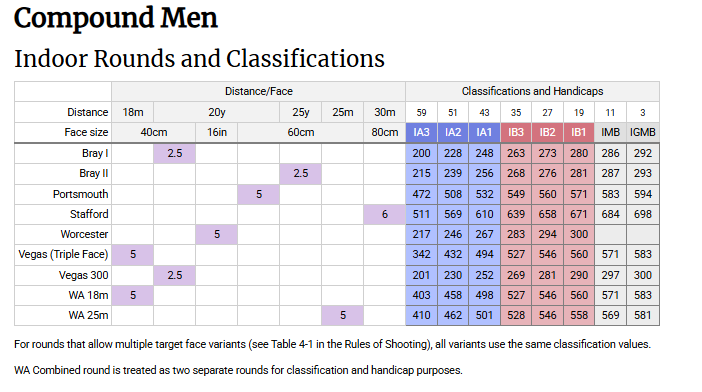 Compound Men
Indoor Rounds and Classifications
Distance/Face Classifications and Handicaps
Distance 18m 20y 25y 25m 30m 59 51 43 35 27 19 11 3
Face size 40cm 16in 60cm 80cm IA3 IA2 IA1 IB3 IB2 IB1 IMB IGMB
Bray I 2.5 200 228 248 263 273 280 286 292
Bray II 2.5 215 239 256 268 276 281 287 293
Portsmouth 5 472 508 532 549 560 571 583 594
Stafford 6 511 569 610 639 658 671 684 698
Worcester 5 217 246 267 283 294 300
Vegas (Triple Face) 5 342 432 494 527 546 560 571 583
Vegas 300 2.5 201 230 252 269 281 290 297 300
WA 18m 5 403 458 498 527 546 560 571 583
WA 25m 5 410 462 501 528 546 558 569 581
For rounds that allow multiple target face variants (see Table 4-1 in the Rules of Shooting), all variants use the same classification values.
WA Combined round is treated as two separate rounds for classification and handicap purposes.